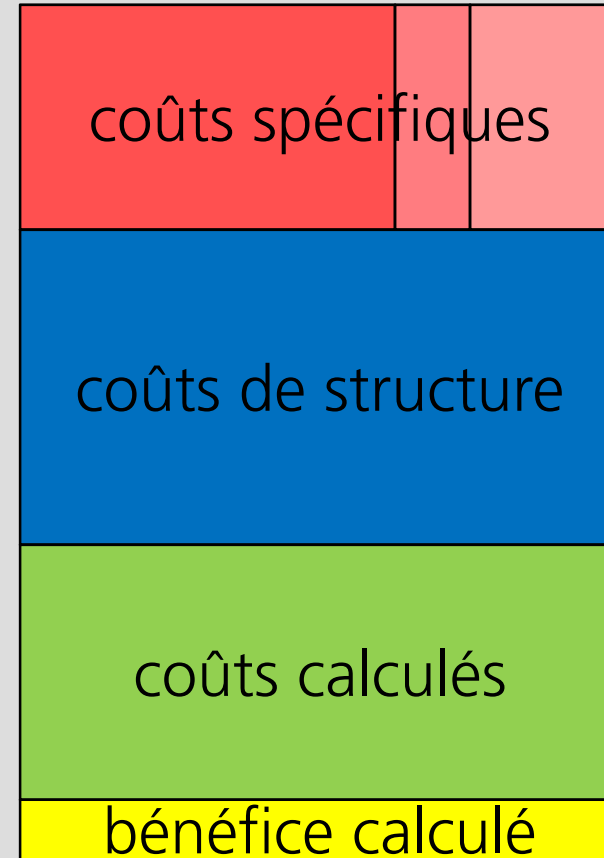 coûts spécifiques
coûts de structure
coûts calculés
bénéfice calculé